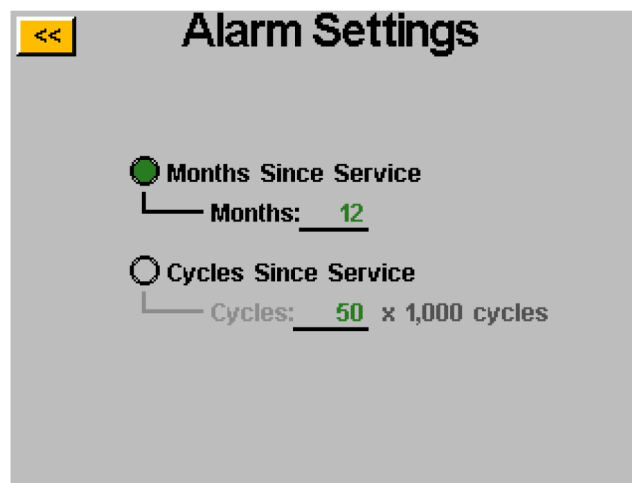 <<
Alarm Settings
Months Since Service
Months: 12
Cycles Since Service
Cycles: 50 x 1,000 cycles